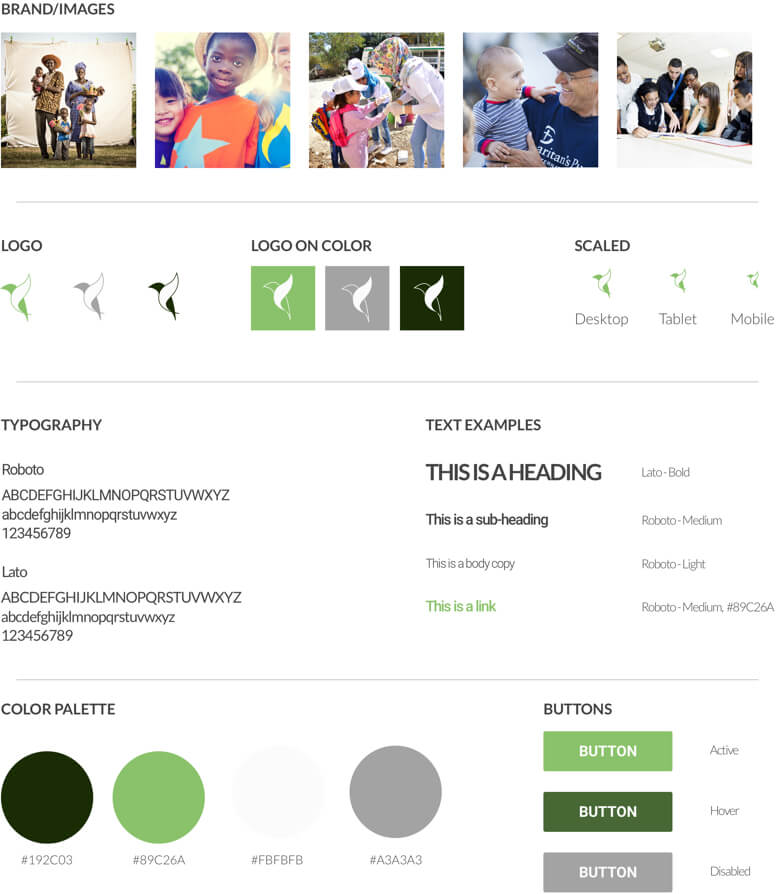 BRAND/IMAGES
aritan's Pu
LOGO
LOGO ON COLOR
SCALED
Desktop
Tablet
Mobile
TYPOGRAPHY
Roboto
ABCDEFGHIJKLMNOPQRSTUVWXYZ
abcdefghijklmnopqrstuvwxyz
123456789
Lato
ABCDEFGHIJKLMNOPQRSTUVWXYZ
abcdefghijklmnopqrstuvwxyz
123456789
TEXT EXAMPLES
THIS IS A HEADING
Lato - Bold
This is a sub-heading
Roboto - Medium
This is a body copy
Roboto - Light
This is a link
Roboto - Medium, #89C26A
COLOR PALETTE
#192C03
#89C26A
#FBFBFB
#A3A3A3
BUTTONS
BUTTON
Active
BUTTON
Hover
BUTTON
Disabled